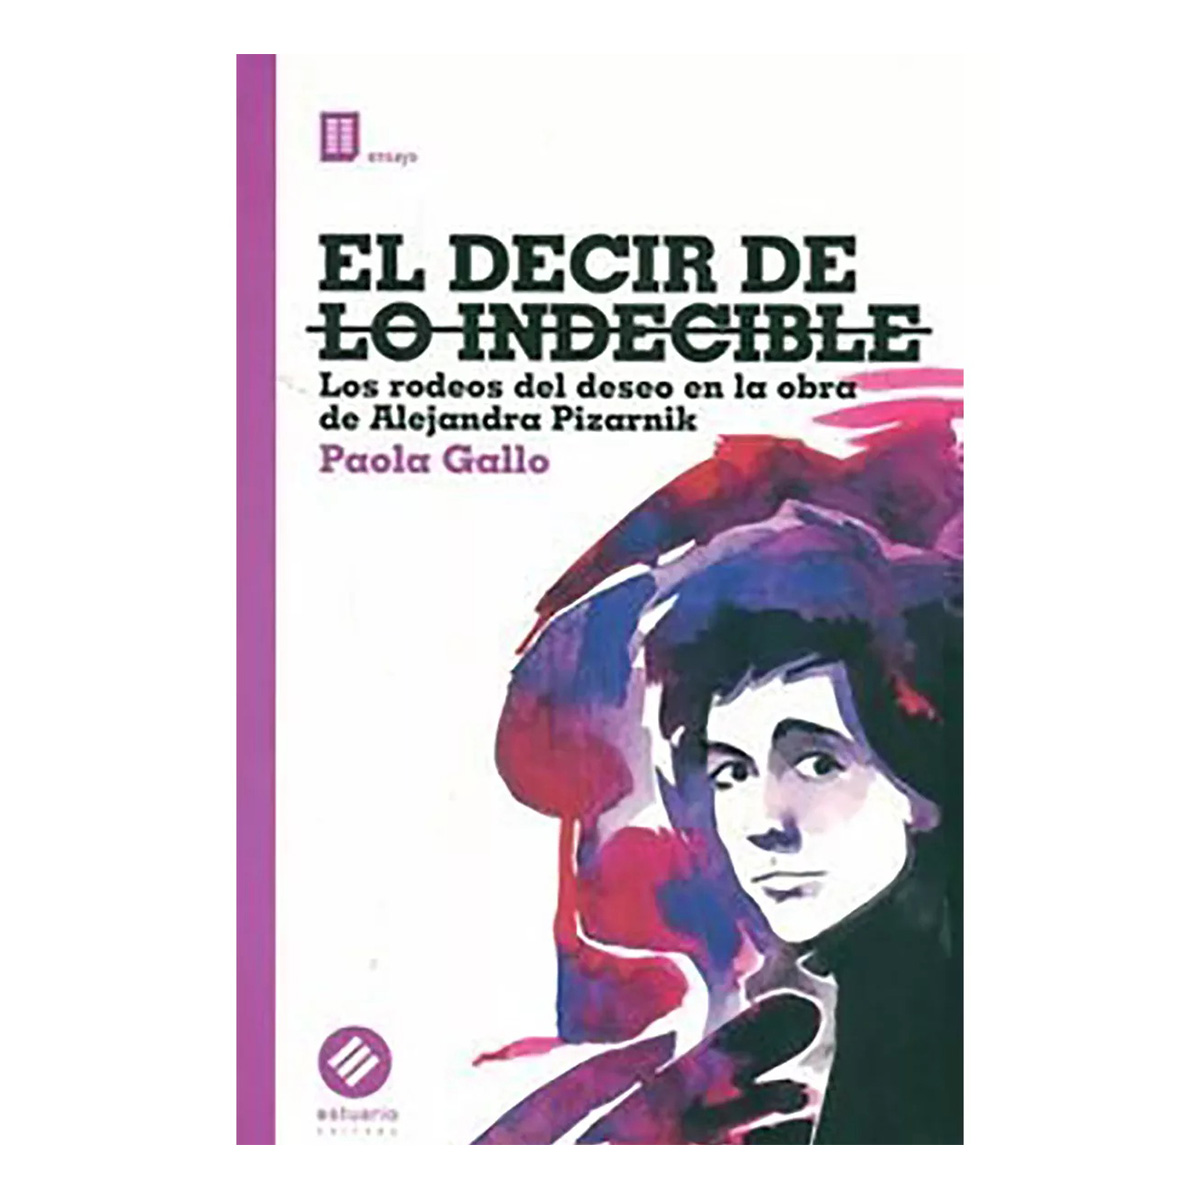 ensayo
EL DECIR DE
LO INDECIBLE
Los rodeos del deseo en la obra
de Alejandra Pizarnik
Paola Gallo
estuario
editora